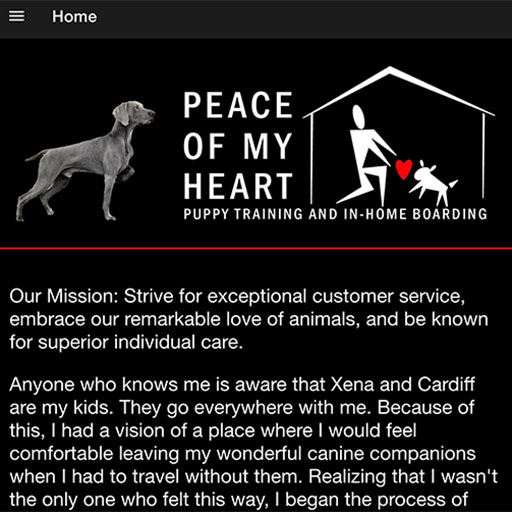 Home
PEACE
OF MY
HEART
PUPPY TRAINING AND IN-HOME BOARDING
Our Mission: Strive for exceptional customer service,
embrace our remarkable love of animals, and be known
for superior individual care.
Anyone who knows me is aware that Xena and Cardiff
are my kids. They go everywhere with me. Because of
this, I had a vision of a place where I would feel
comfortable leaving my wonderful canine companions
when I had to travel without them. Realizing that I wasn't
the only one who felt this way, I began the process of